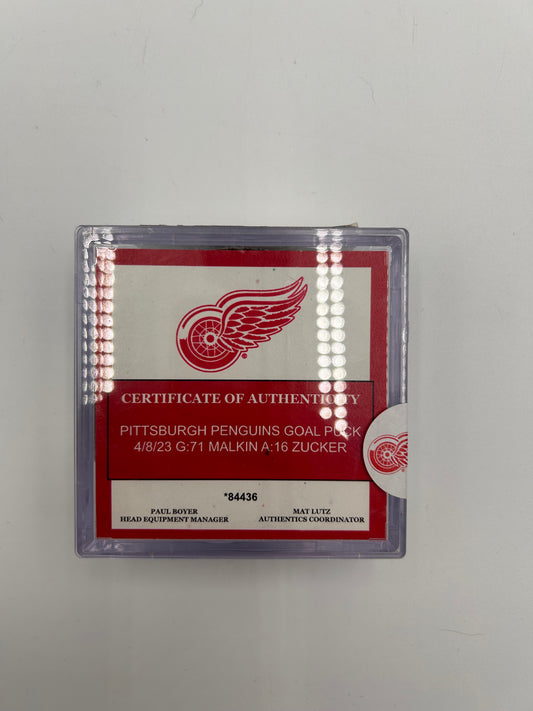 CERTIFICATE OF AUTHENTICITY
PITTSBURGH PENGUINS GOAL PUCK
4/8/23 G:71 MALKIN A:16 ZUCKER
*84436
PAUL BOYER
HEAD EQUIPMENT MANAGER
MAT LUTZ
AUTHENTICS COORDINATOR